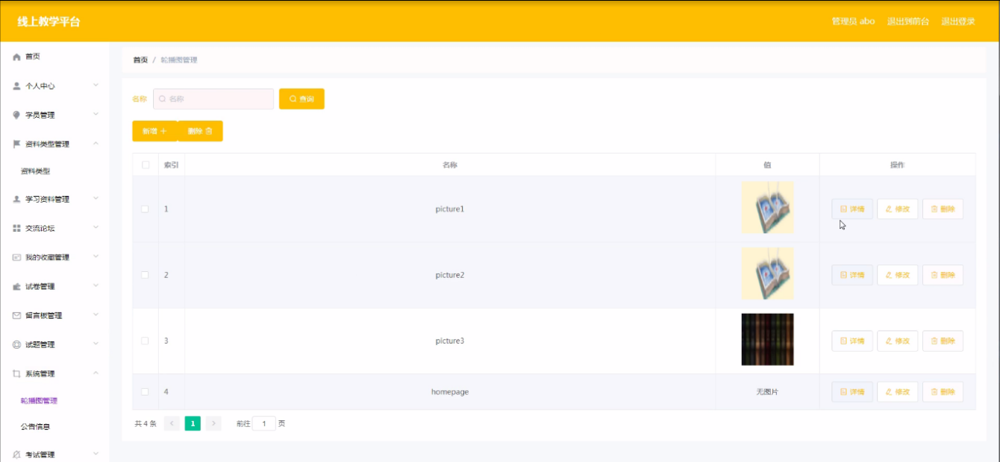 线上教学平台
管理员 abo 退出到前台 退出登录
首页
个人中心
学员管理
资料类型管理
资料类型
学习资料管理
交流论坛
我的收藏管理
试卷管理
留言板管理
试题管理
系统管理
轮播图管理
公告信息
考试管理
首页 / 轮播图管理
名称 名称 查询
新增 删除
索引 名称 值 操作
1 picture1 详情 修改 删除
2 picture2 详情 修改 删除
3 picture3 详情 修改 删除
4 homepage 无图片 详情 修改 删除
共 4 条 1 前往 1 页